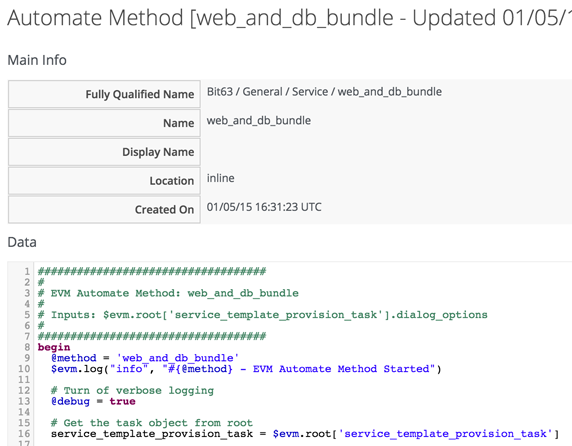 Automate Method [web_and_db_bundle - Updated 01/05/
Main Info
Fully Qualified Name Bit63 / General / Service / web_and_db_bundle
Name web_and_db_bundle
Display Name
Location inline
Created On 01/05/15 16:31:23 UTC
Data
1 ###################################
2 #
3 # EVM Automate Method: web_and_db_bundle
4 #
5 # Inputs: $evm.root['service_template_provision_task'].dialog_options
6 #
7 ###################################
8 begin
9 @method = 'web_and_db_bundle'
10 $evm.log("info", "#{@method} - EVM Automate Method Started")
11
12 # Turn of verbose logging
13 @debug = true
14
15 # Get the task object from root
16 service_template_provision_task = $evm.root['service_template_provision_task']
17